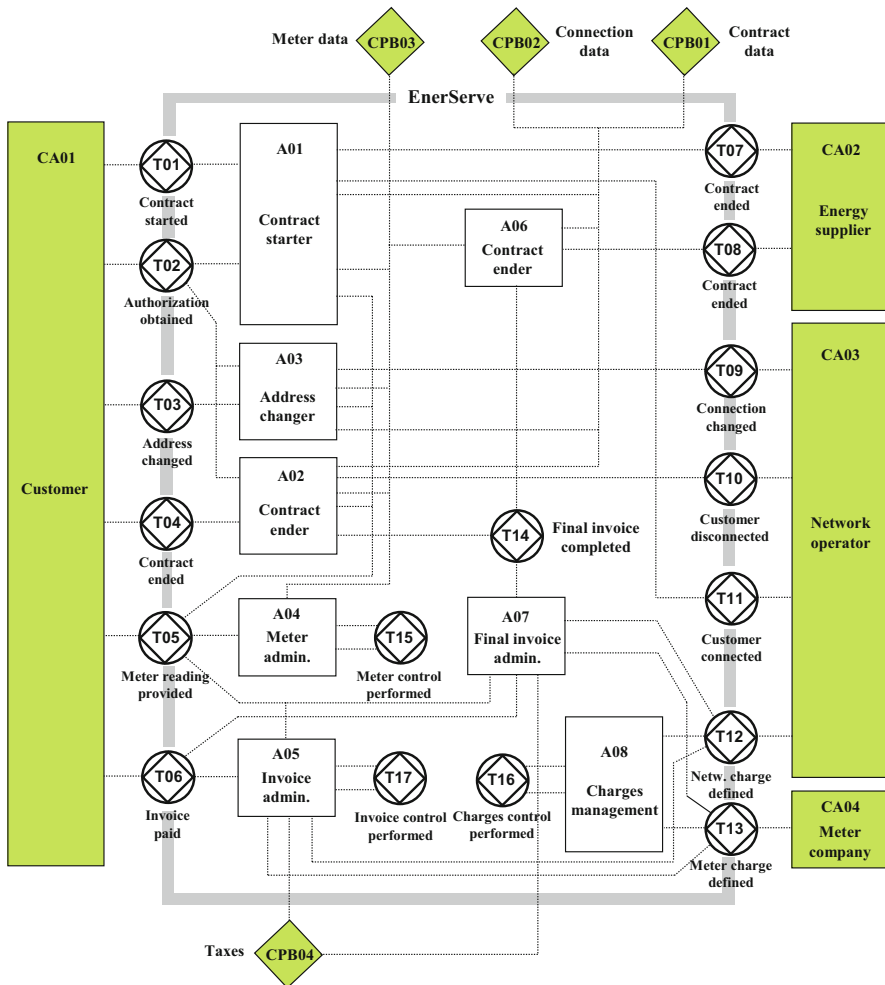 Meter data
CPB03
CPB02
Connection
data
CPB01
Contract
data
EnerServe
CA01
Customer
T01
Contract
started
T02
Authorization
obtained
T03
Address
changed
T04
Contract
ended
T05
Meter reading
provided
T06
Invoice
paid
A01
Contract
starter
A03
Address
changer
A02
Contract
ender
A04
Meter
admin.
T15
Meter control
performed
A05
Invoice
admin.
T17
Invoice control
performed
A06
Contract
ender
T14
Final invoice
completed
A07
Final invoice
admin.
T16
Charges control
performed
A08
Charges
management
T07
Contract
ended
T08
Contract
ended
T09
Connection
changed
T10
Customer
disconnected
T11
Customer
connected
T12
Netw. charge
defined
T13
Meter charge
defined
CA02
Energy
supplier
CA03
Network
operator
CA04
Meter
company
Taxes
CPB04